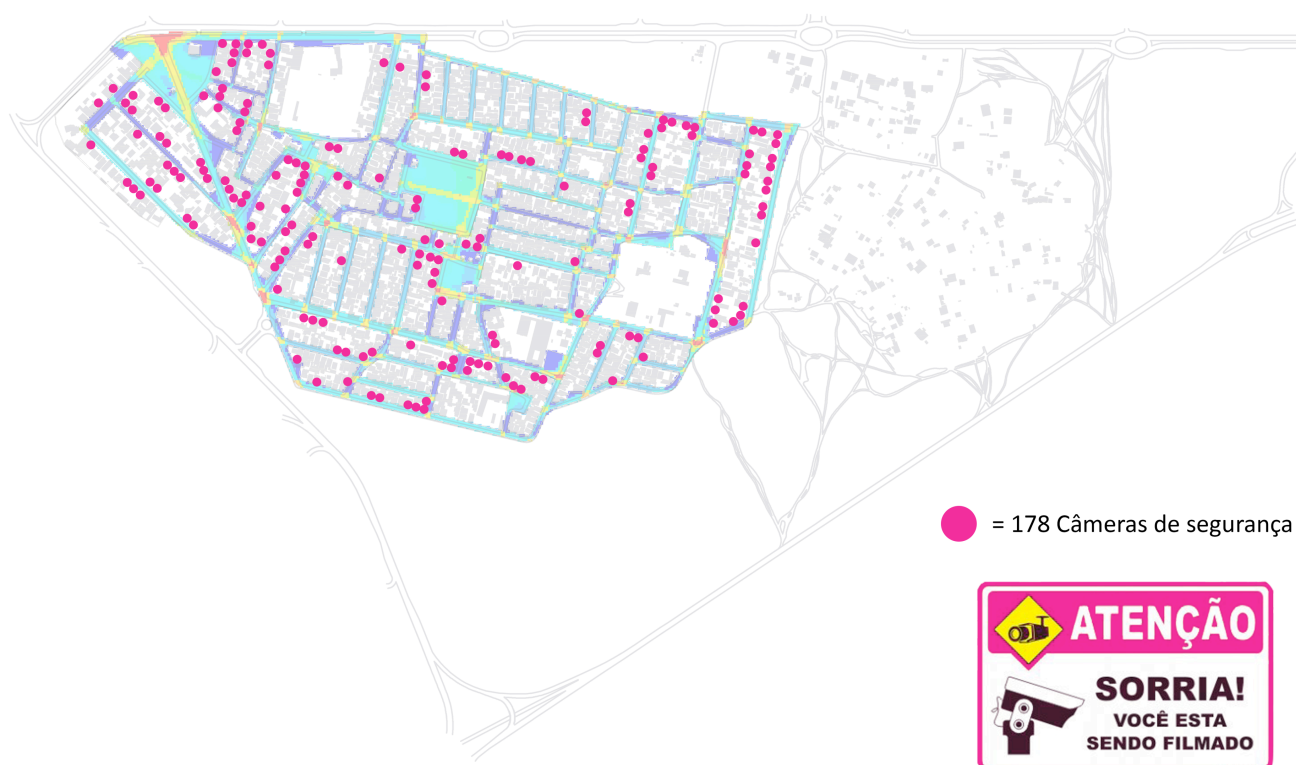 = 178 Câmeras de segurança
ATENÇÃO
SORRIA!
VOCÊ ESTA
SENDO FILMADO